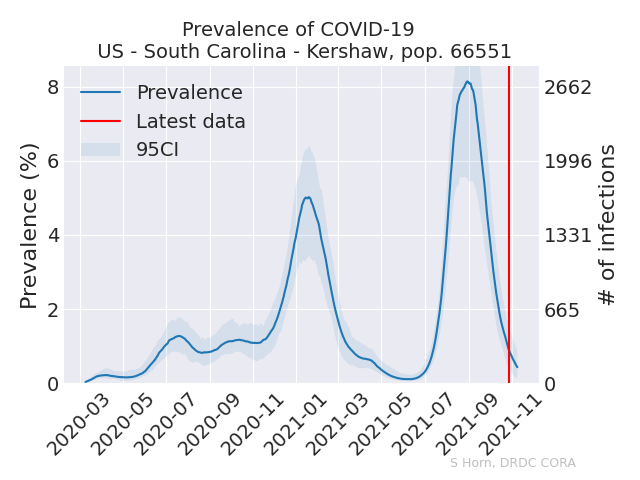 Prevalence of COVID-19
US - South Carolina - Kershaw, pop. 66551
Prevalence
Latest data
95CI
Prevalence (%)
8
6
4
2
0
# of infections
2662
1996
1331
665
0
2020-03
2020-05
2020-07
2020-09
2020-11
2021-01
2021-03
2021-05
2021-07
2021-09
2021-11
S Horn, DRDC CORA